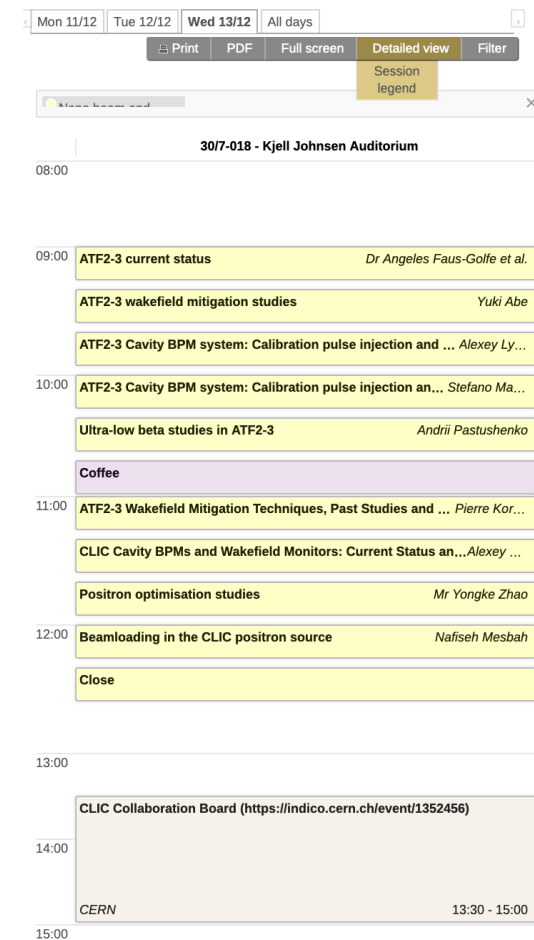 Mon 11/12 Tue 12/12 Wed 13/12 All days
Print PDF Full screen Detailed view Filter
Session
legend
30/7-018 - Kjell Johnsen Auditorium
08:00
09:00 ATF2-3 current status Dr Angeles Faus-Golfe et al.
ATF2-3 wakefield mitigation studies Yuki Abe
ATF2-3 Cavity BPM system: Calibration pulse injection and ... Alexey Ly...
10:00 ATF2-3 Cavity BPM system: Calibration pulse injection an... Stefano Ma...
Ultra-low beta studies in ATF2-3 Andrii Pastushenko
Coffee
11:00 ATF2-3 Wakefield Mitigation Techniques, Past Studies and ... Pierre Kor...
CLIC Cavity BPMs and Wakefield Monitors: Current Status an...Alexey ...
Positron optimisation studies Mr Yongke Zhao
12:00 Beamloading in the CLIC positron source Nafiseh Mesbah
Close
13:00
CLIC Collaboration Board (https://indico.cern.ch/event/1352456)
14:00
CERN 13:30 - 15:00
15:00